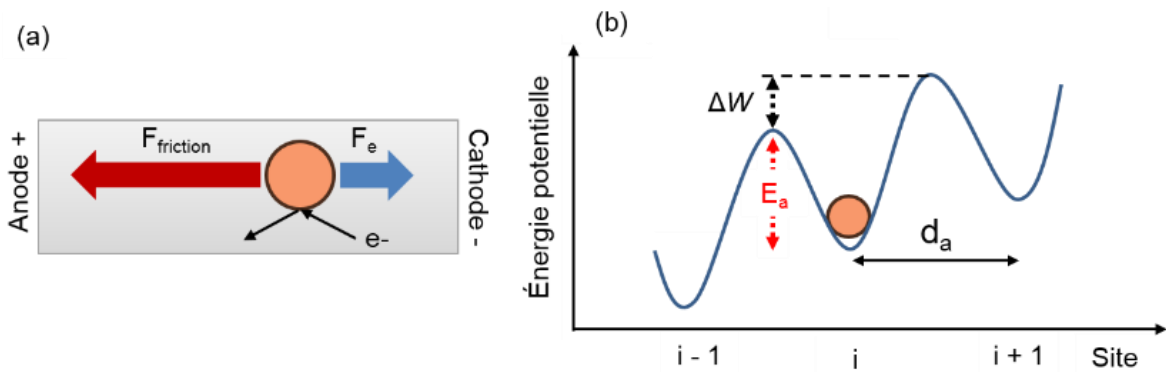 (a)
Anode +
F_friction
F_e
e-
Cathode -
(b)
Énergie potentielle
ΔW
E_a
d_a
i - 1
i
i + 1
Site